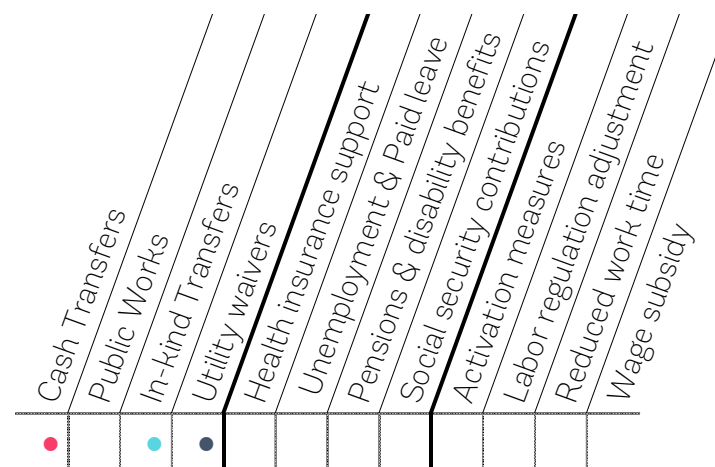 Cash Transfers
Public Works
In-kind Transfers
Utility waivers
Health insurance support
Unemployment & Paid leave
Pensions & disability benefits
Social security contributions
Activation measures
Labor regulation adjustment
Reduced work time
Wage subsidy